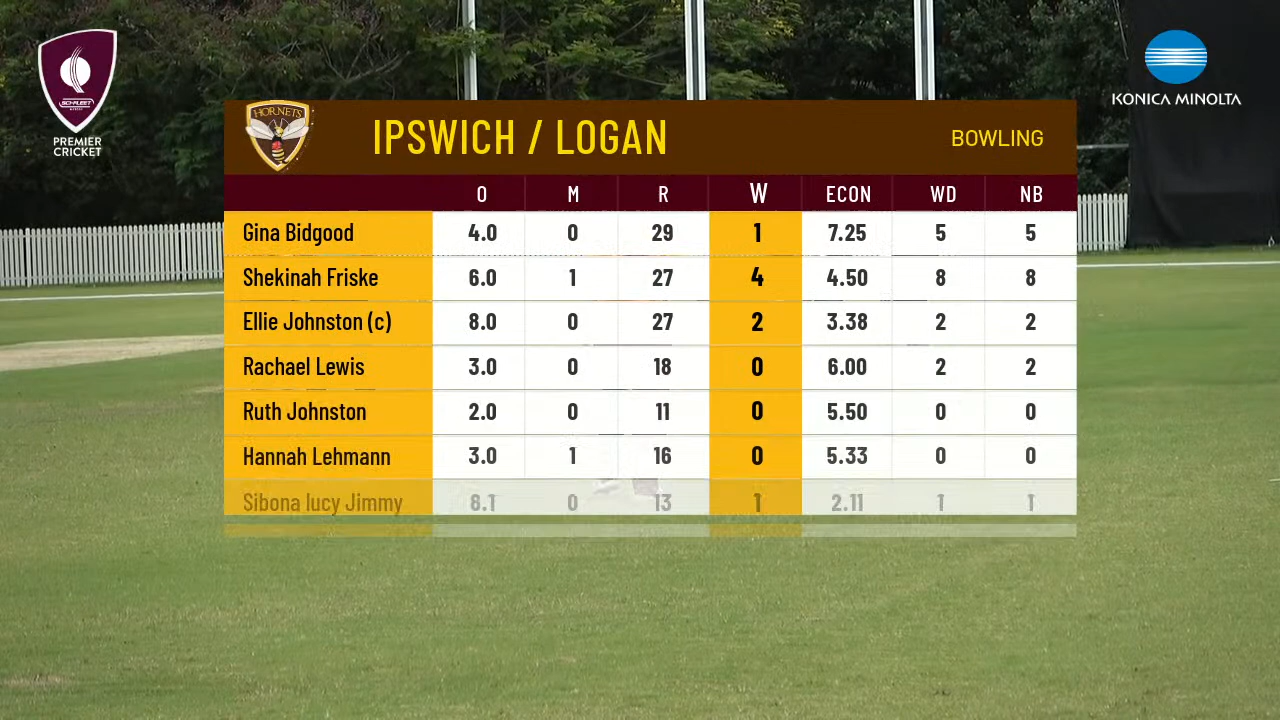 HORNETS
IPSWICH / LOGAN BOWLING
PREMIER
CRICKET
KONICA MINOLTA
O M R W ECON WD NB
Gina Bidgood 4.0 0 29 1 7.25 5 5
Shekinah Friske 6.0 1 27 4 4.50 8 8
Ellie Johnston (c) 8.0 0 27 2 3.38 2 2
Rachael Lewis 3.0 0 18 0 6.00 2 2
Ruth Johnston 2.0 0 11 0 5.50 0 0
Hannah Lehmann 3.0 1 16 0 5.33 0 0
Sibona lucy Jimmy 6.1 0 13 1 2.11 1 1